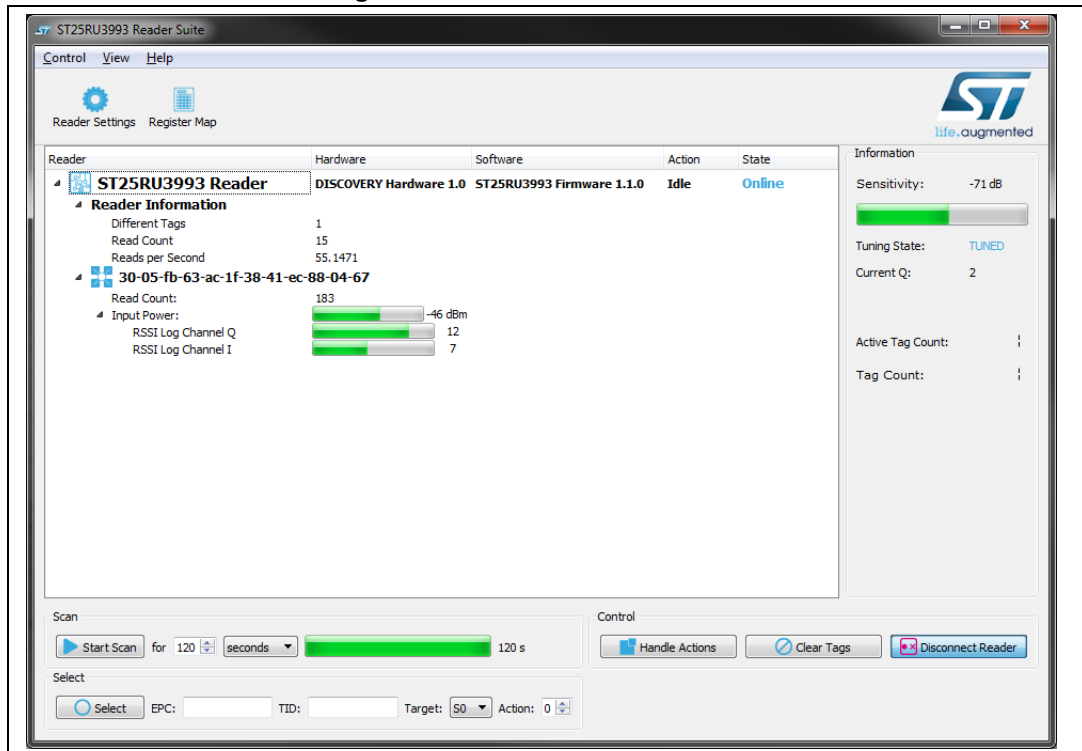 ST25RU3993 Reader Suite
Control View Help
Reader Settings Register Map
ST
life.augmented
Reader Hardware Software Action State
ST25RU3993 Reader DISCOVERY Hardware 1.0 ST25RU3993 Firmware 1.1.0 Idle Online
Reader Information
Different Tags 1
Read Count 15
Reads per Second 55.1471
30-05-fb-63-ac-1f-38-41-ec-88-04-67
Read Count: 183
Input Power: -46 dBm
RSSI Log Channel Q 12
RSSI Log Channel I 7
Information
Sensitivity: -71 dB
Tuning State: TUNED
Current Q: 2
Active Tag Count:
Tag Count:
Scan
Start Scan for 120 seconds 120 s
Control
Handle Actions Clear Tags Disconnect Reader
Select
Select EPC: TID: Target: S0 Action: 0